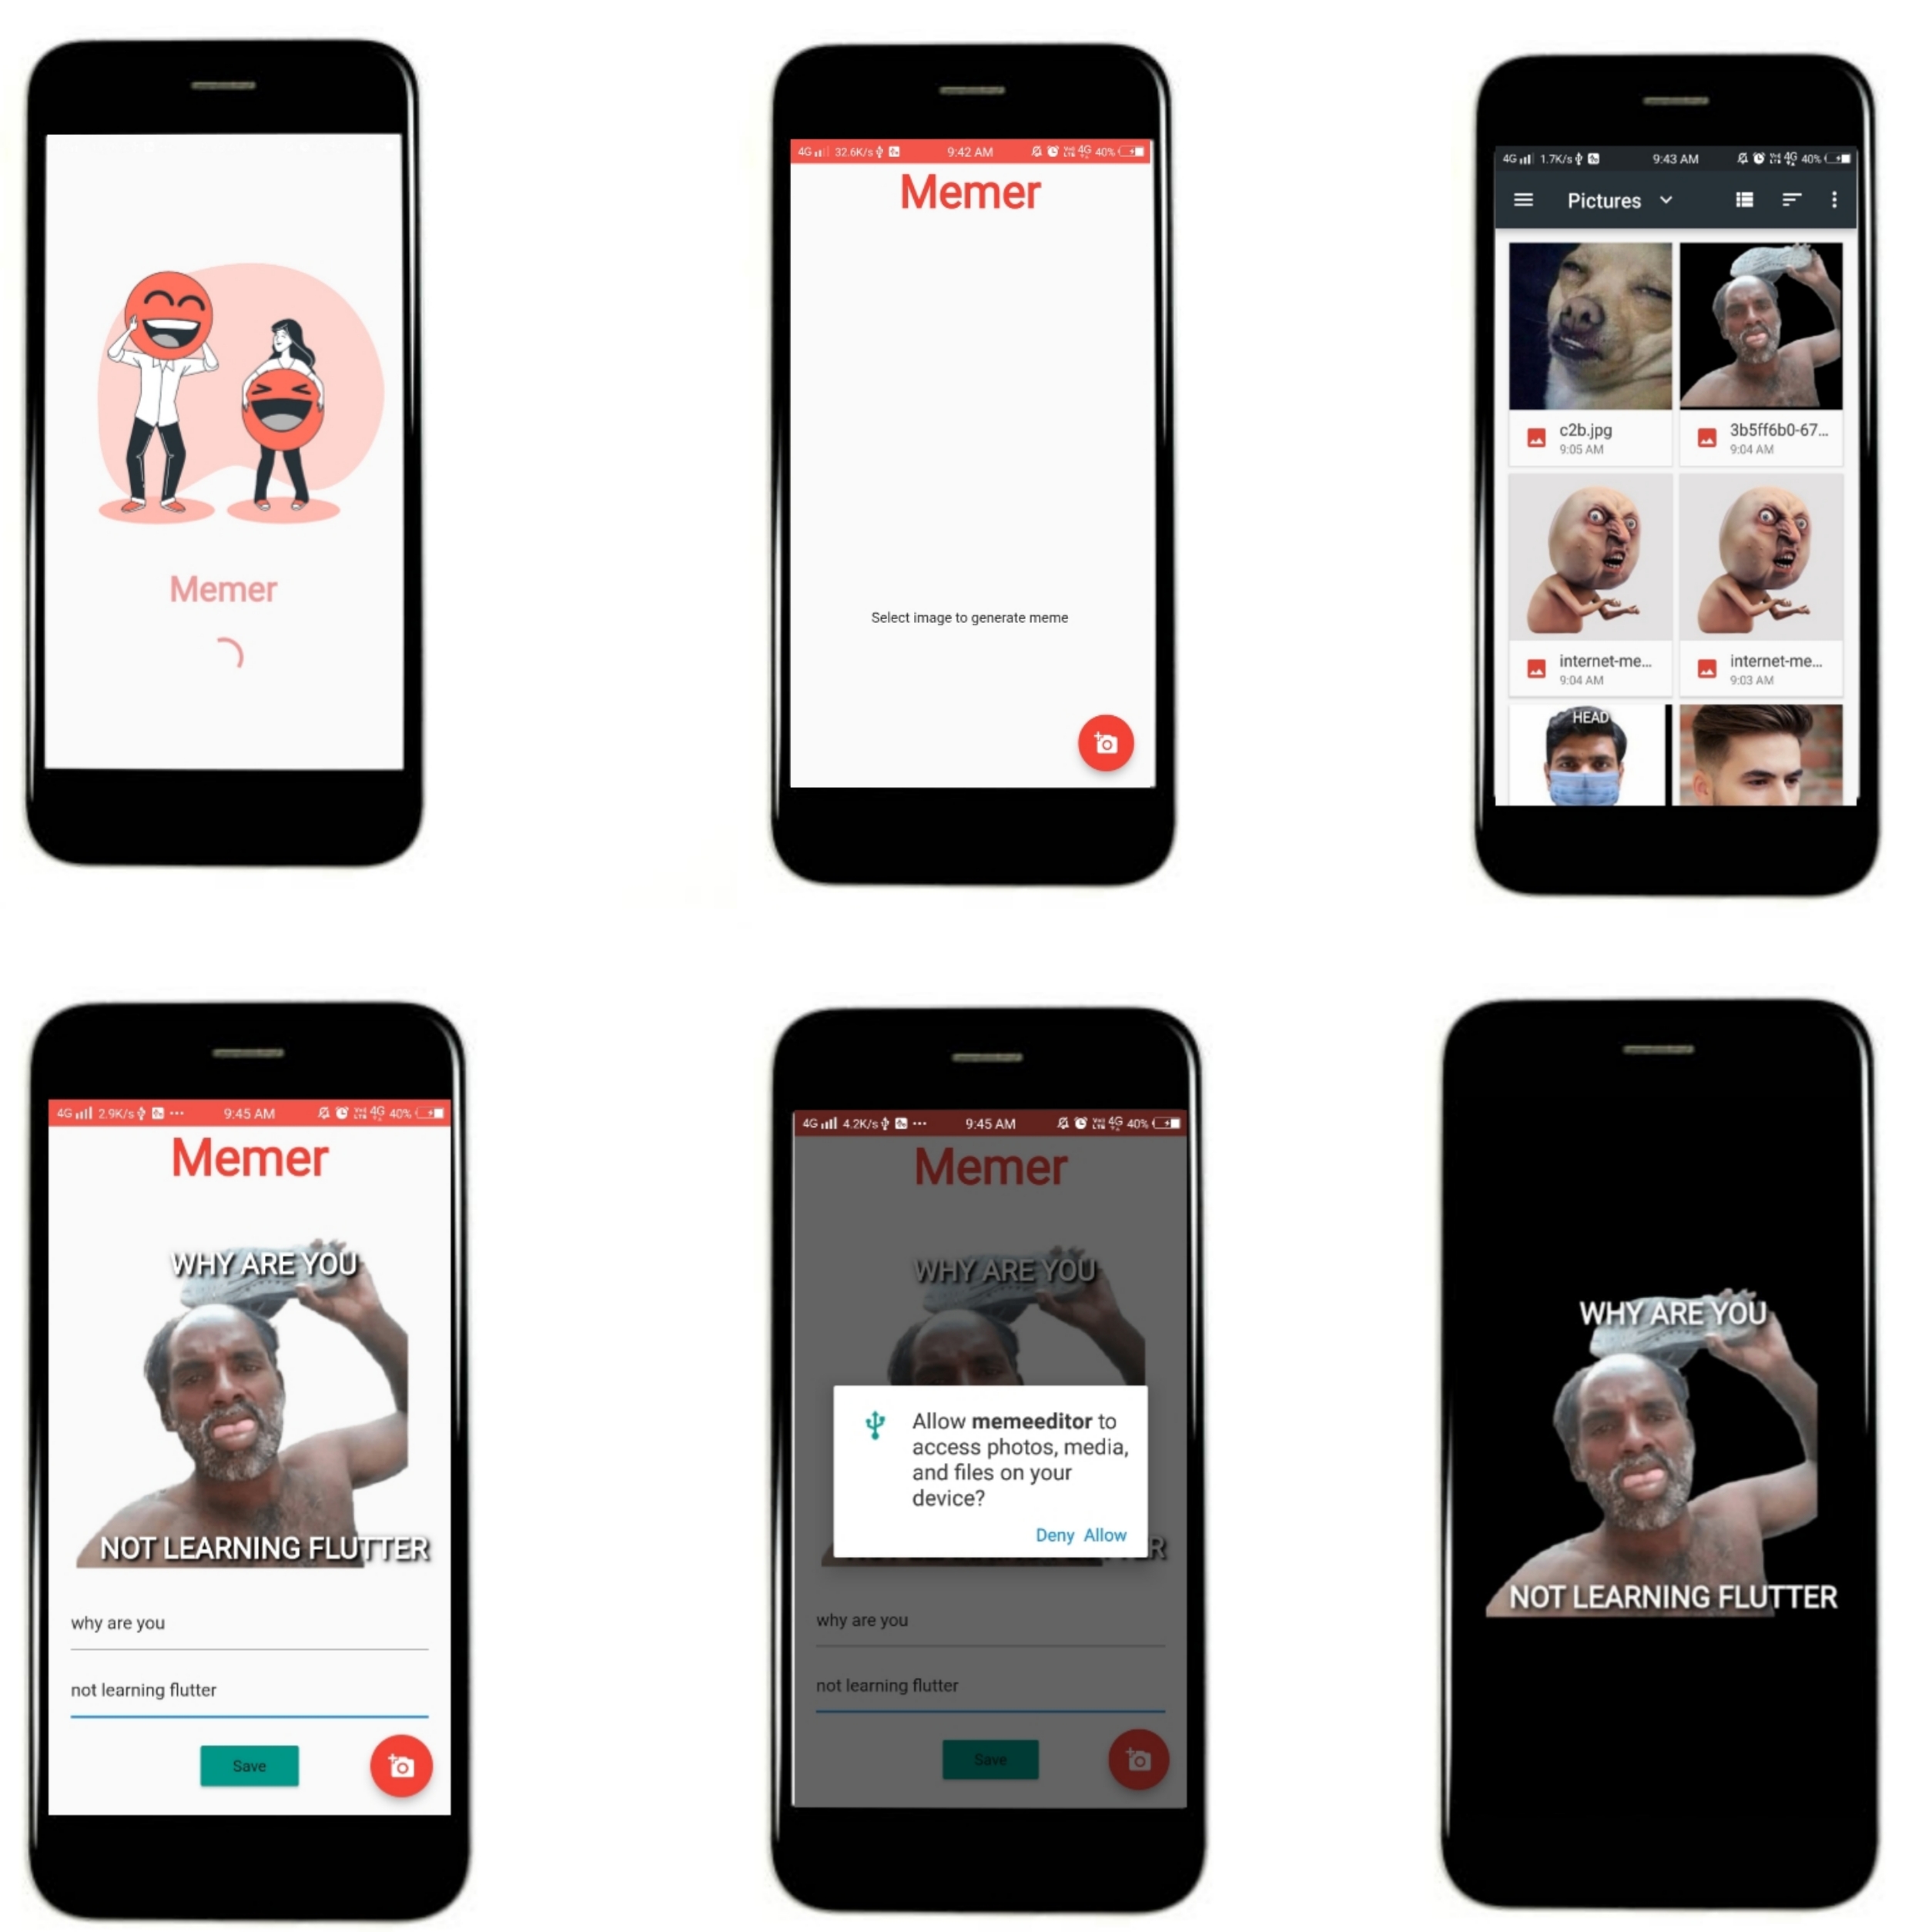 Memer
4G 32.6K/s 9:42 AM 4G 40%
Memer
Select image to generate meme
4G 1.7K/s 9:43 AM 4G 40%
Pictures
c2b.jpg
9:05 AM
3b5ff6b0-67...
9:04 AM
internet-me...
9:04 AM
internet-me...
9:03 AM
HEAD
4G 2.9K/s ... 9:45 AM 4G 40%
Memer
WHY ARE YOU
NOT LEARNING FLUTTER
why are you
not learning flutter
Save
4G 4.2K/s ... 9:45 AM 4G 40%
Memer
WHY ARE YOU
Allow memeeditor to
access photos, media,
and files on your
device?
Deny Allow
R
why are you
not learning flutter
Save
WHY ARE YOU
NOT LEARNING FLUTTER